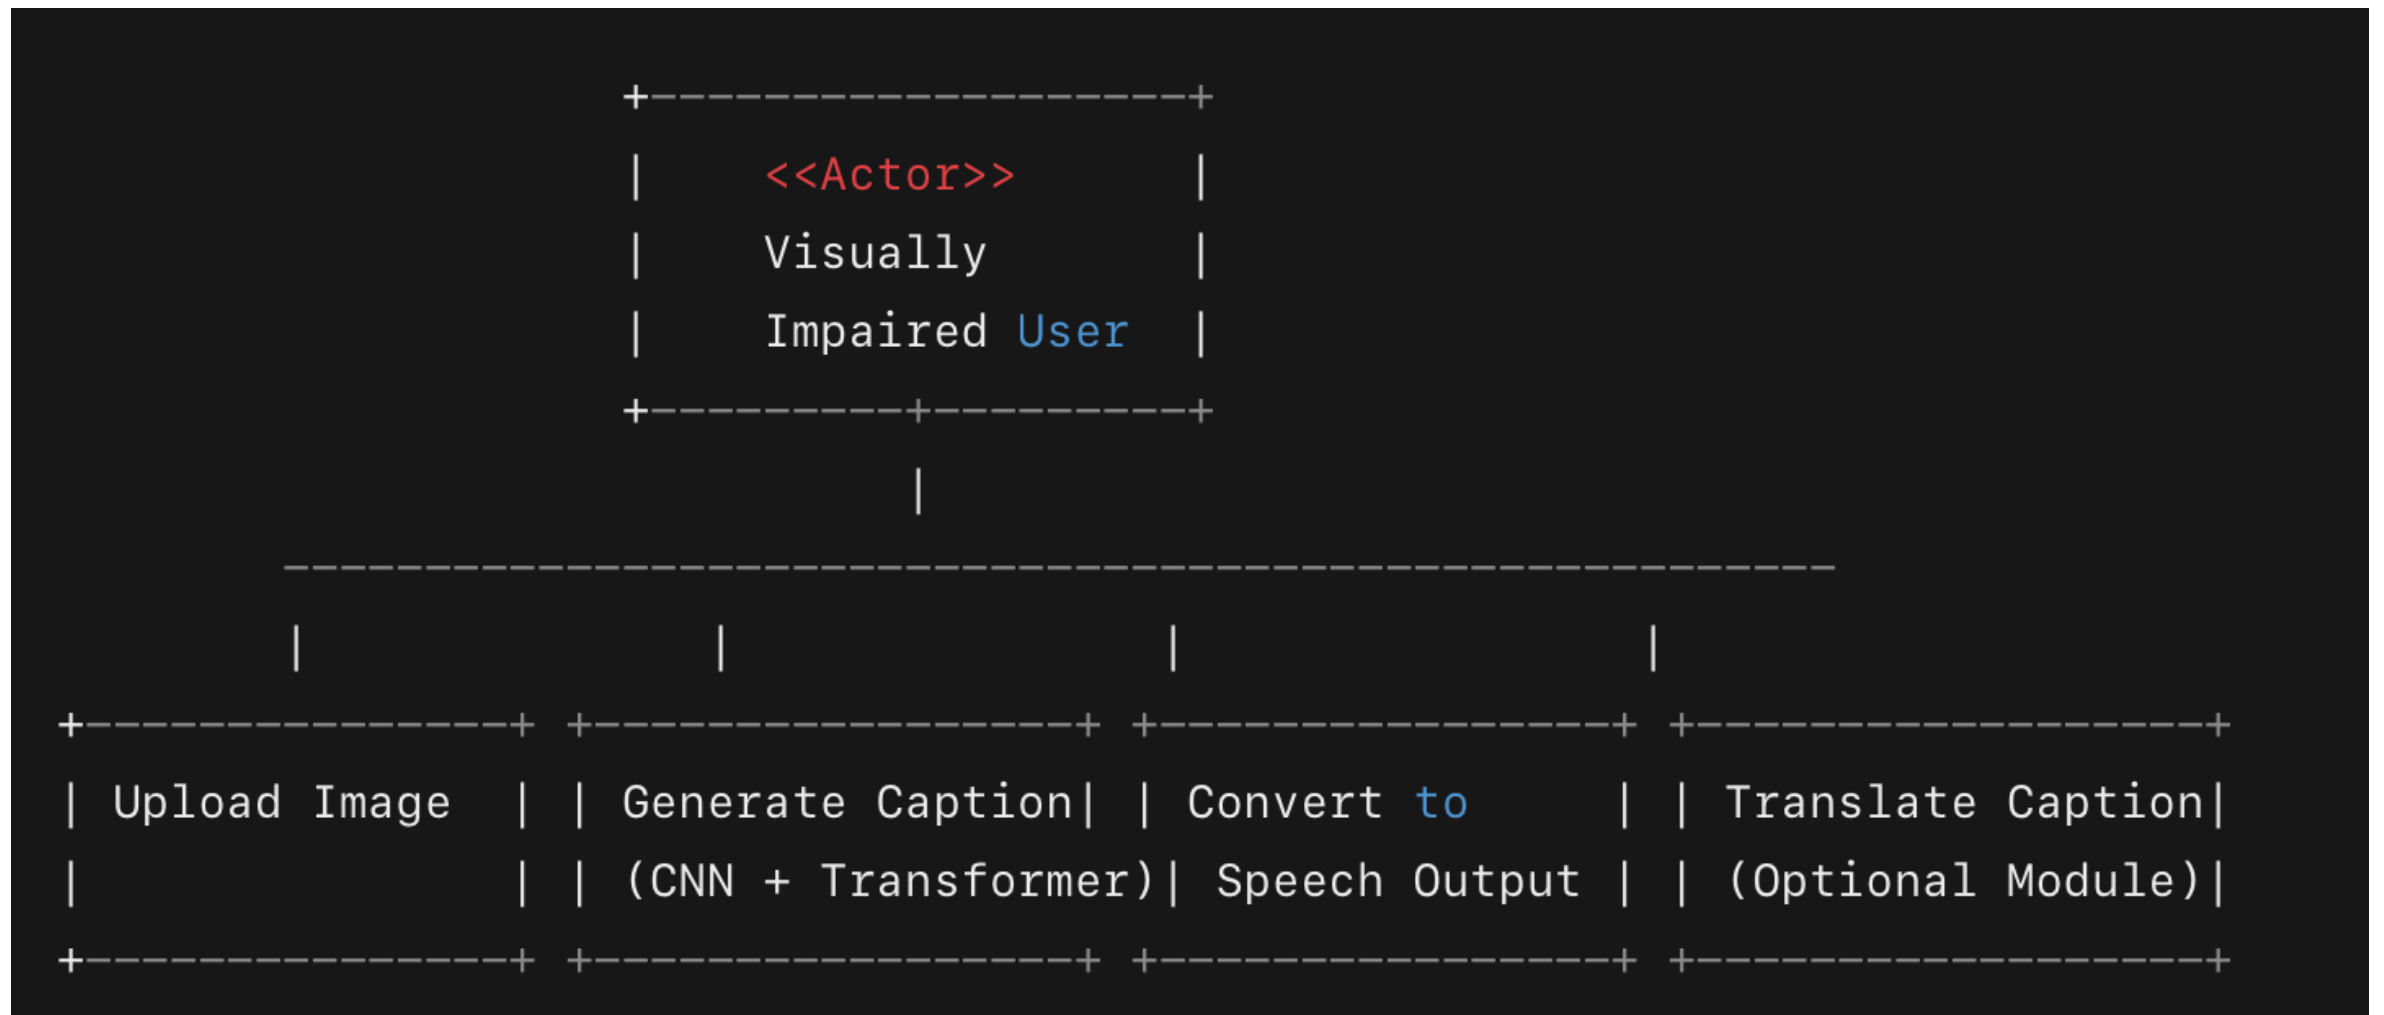 <<Actor>>
Visually
Impaired User
Upload Image
Generate Caption
(CNN + Transformer)
Convert to
Speech Output
Translate Caption
(Optional Module)